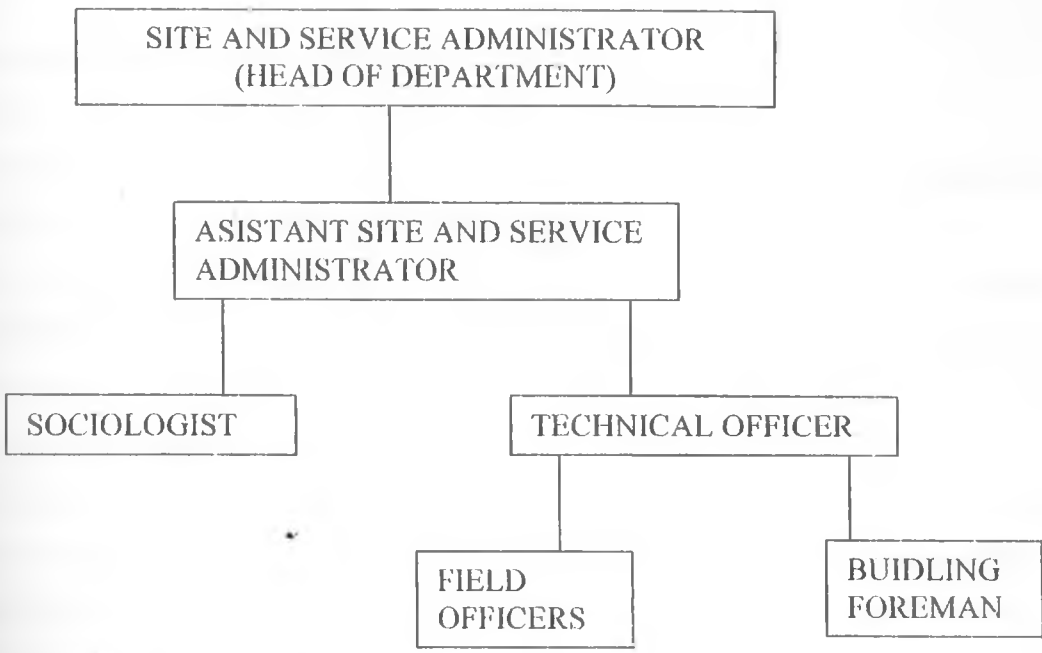 SITE AND SERVICE ADMINISTRATOR
(HEAD OF DEPARTMENT)
ASISTANT SITE AND SERVICE
ADMINISTRATOR
SOCIOLOGIST
TECHNICAL OFFICER
FIELD
OFFICERS
BUIDLING
FOREMAN